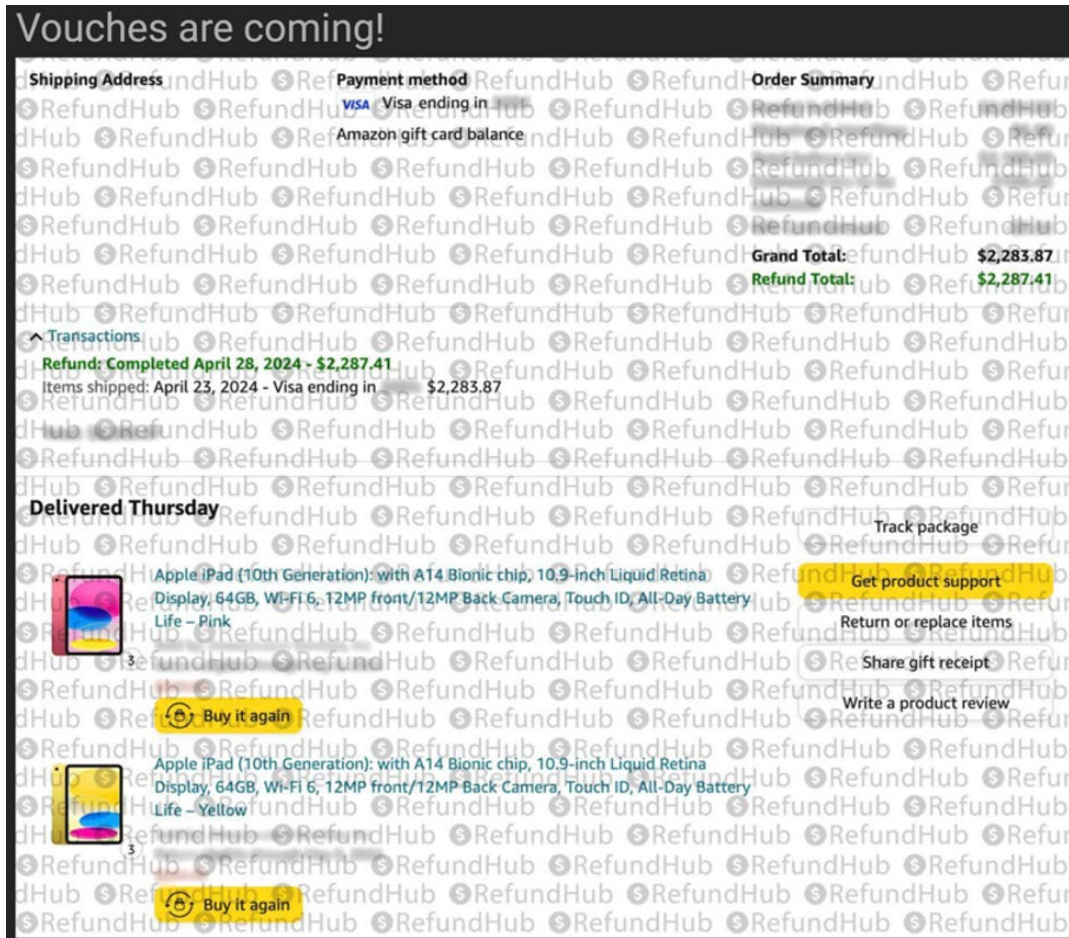 Vouches are coming!
Shipping Address
Payment method
VISA Visa ending in
Amazon gift card balance
Order Summary
Grand Total: $2,283.87
Refund Total: $2,287.41
Transactions
Refund: Completed April 28, 2024 - $2,287.41
Items shipped: April 23, 2024 - Visa ending in $2,283.87
Delivered Thursday
Apple iPad (10th Generation): with A14 Bionic chip, 10.9-inch Liquid Retina
Display, 64GB, Wi-Fi 6, 12MP front/12MP Back Camera, Touch ID, All-Day Battery
Life – Pink
3
Buy it again
Apple iPad (10th Generation): with A14 Bionic chip, 10.9-inch Liquid Retina
Display, 64GB, Wi-Fi 6, 12MP front/12MP Back Camera, Touch ID, All-Day Battery
Life – Yellow
3
Buy it again
Track package
Get product support
Return or replace items
Share gift receipt
Write a product review
RefundHub